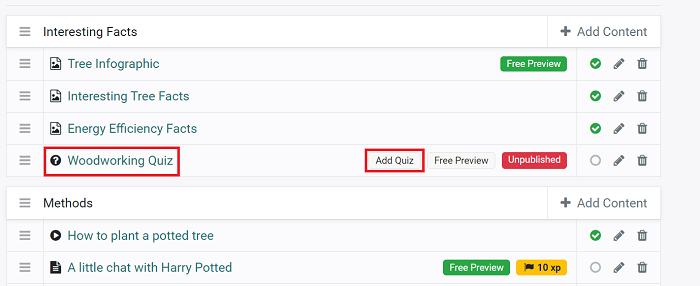 Interesting Facts + Add Content
Tree Infographic Free Preview
Interesting Tree Facts
Energy Efficiency Facts
Woodworking Quiz Add Quiz Free Preview Unpublished
Methods + Add Content
How to plant a potted tree
A little chat with Harry Potted Free Preview 10 xp